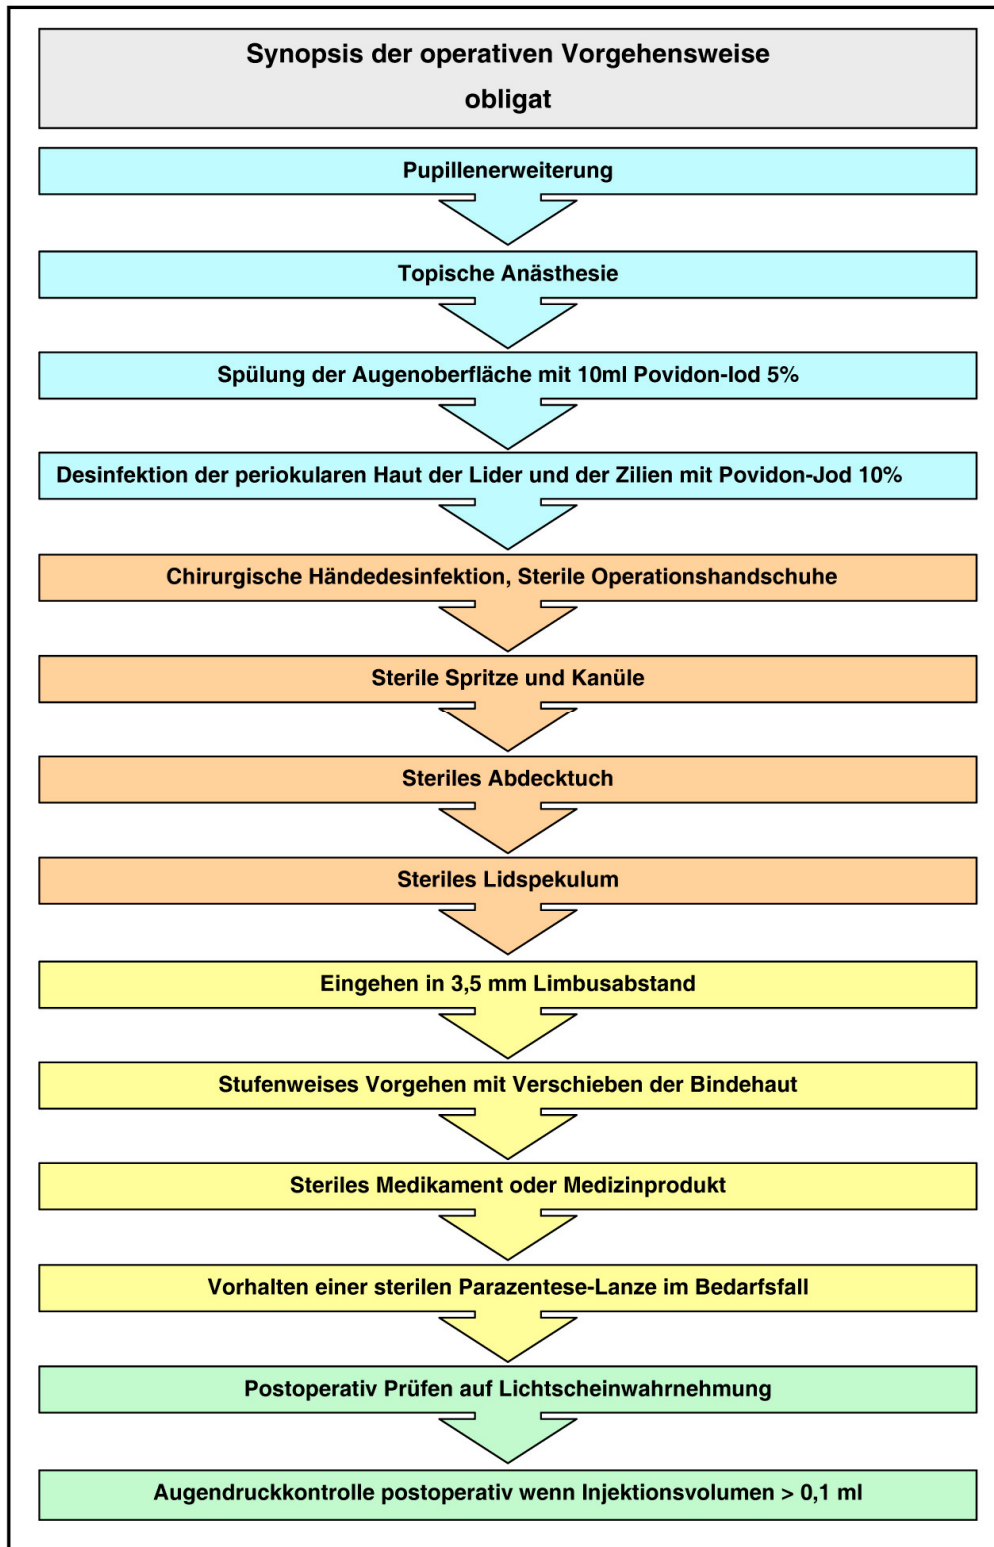 Synopsis der operativen Vorgehensweise
obligat
Pupillenerweiterung
Topische Anästhesie
Spülung der Augenoberfläche mit 10ml Povidon-Iod 5%
Desinfektion der periokularen Haut der Lider und der Zilien mit Povidon-Jod 10%
Chirurgische Händedesinfektion, Sterile Operationshandschuhe
Sterile Spritze und Kanüle
Steriles Abdecktuch
Steriles Lidspekulum
Eingehen in 3,5 mm Limbusabstand
Stufenweises Vorgehen mit Verschieben der Bindehaut
Steriles Medikament oder Medizinprodukt
Vorhalten einer sterilen Parazentese-Lanze im Bedarfsfall
Postoperativ Prüfen auf Lichtscheinwahrnehmung
Augendruckkontrolle postoperativ wenn Injektionsvolumen > 0,1 ml